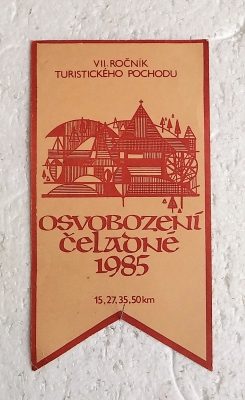 VII. ROČNÍK
TURISTICKÉHO POCHODU
OSVOBOZENÍ
ČELADNÉ
1985
15, 27, 35, 50 km